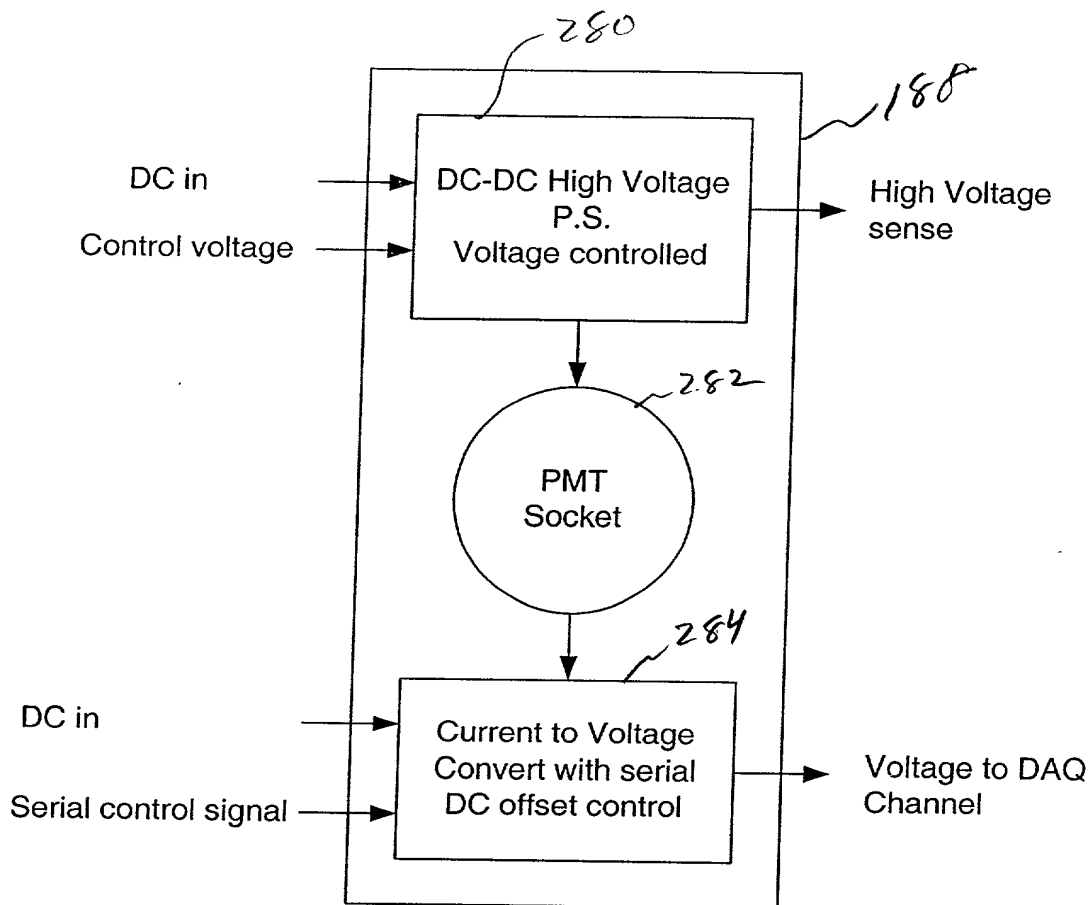 280
188
DC in
Control voltage
DC-DC High Voltage
P.S.
Voltage controlled
High Voltage
sense
282
PMT
Socket
284
DC in
Serial control signal
Current to Voltage
Convert with serial
DC offset control
Voltage to DAQ
Channel